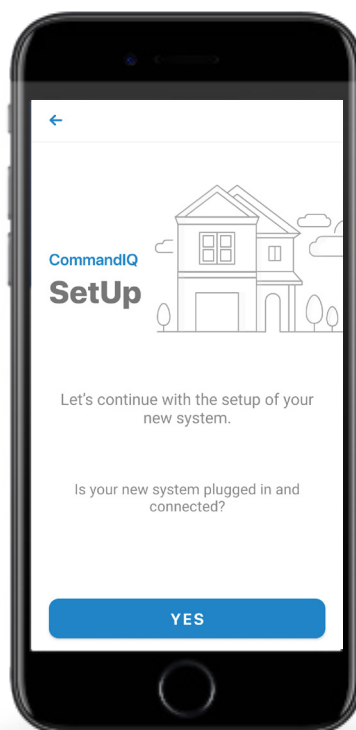 CommandIQ
SetUp
Let's continue with the setup of your
new system.
Is your new system plugged in and
connected?
YES